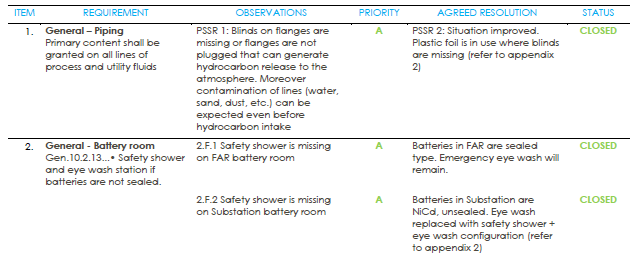 ITEM REQUIREMENT OBSERVATIONS PRIORITY AGREED RESOLUTION STATUS
1. General – Piping PSSR 1: Blinds on flanges are A PSSR 2: Situation improved. CLOSED
Primary content shall be missing or flanges are not Plastic foil is in use where blinds
granted on all lines of plugged that can generate are missing (refer to appendix
process and utility fluids hydrocarbon release to the 2)
atmosphere. Moreover
contamination of lines (water,
sand, dust, etc.) can be
expected even before
hydrocarbon intake
2. General - Battery room 2.F.1 Safety shower is missing A Batteries in FAR are sealed CLOSED
Gen.10.2.13...• Safety shower on FAR battery room type. Emergency eye wash will
and eye wash station if remain.
batteries are not sealed.
2.F.2 Safety shower is missing A Batteries in Substation are CLOSED
on Substation battery room NiCd, unsealed. Eye wash
replaced with safety shower +
eye wash configuration (refer
to appendix 2)